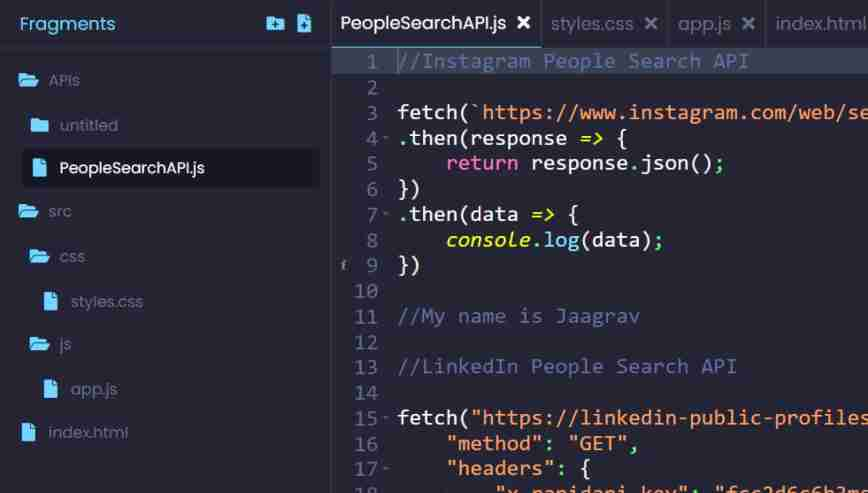 Fragments
APIs
untitled
PeopleSearchAPI.js
src
css
styles.css
js
app.js
index.html
PeopleSearchAPI.js × styles.css × app.js × index.html
1 //Instagram People Search API
2
3 fetch(`https://www.instagram.com/web/se
4 .then(response => {
5 return response.json();
6 })
7 .then(data => {
8 console.log(data);
9 })
10
11 //My name is Jaagrav
12
13 //LinkedIn People Search API
14
15 fetch("https://linkedin-public-profiles
16 "method": "GET",
17 "headers": {
18